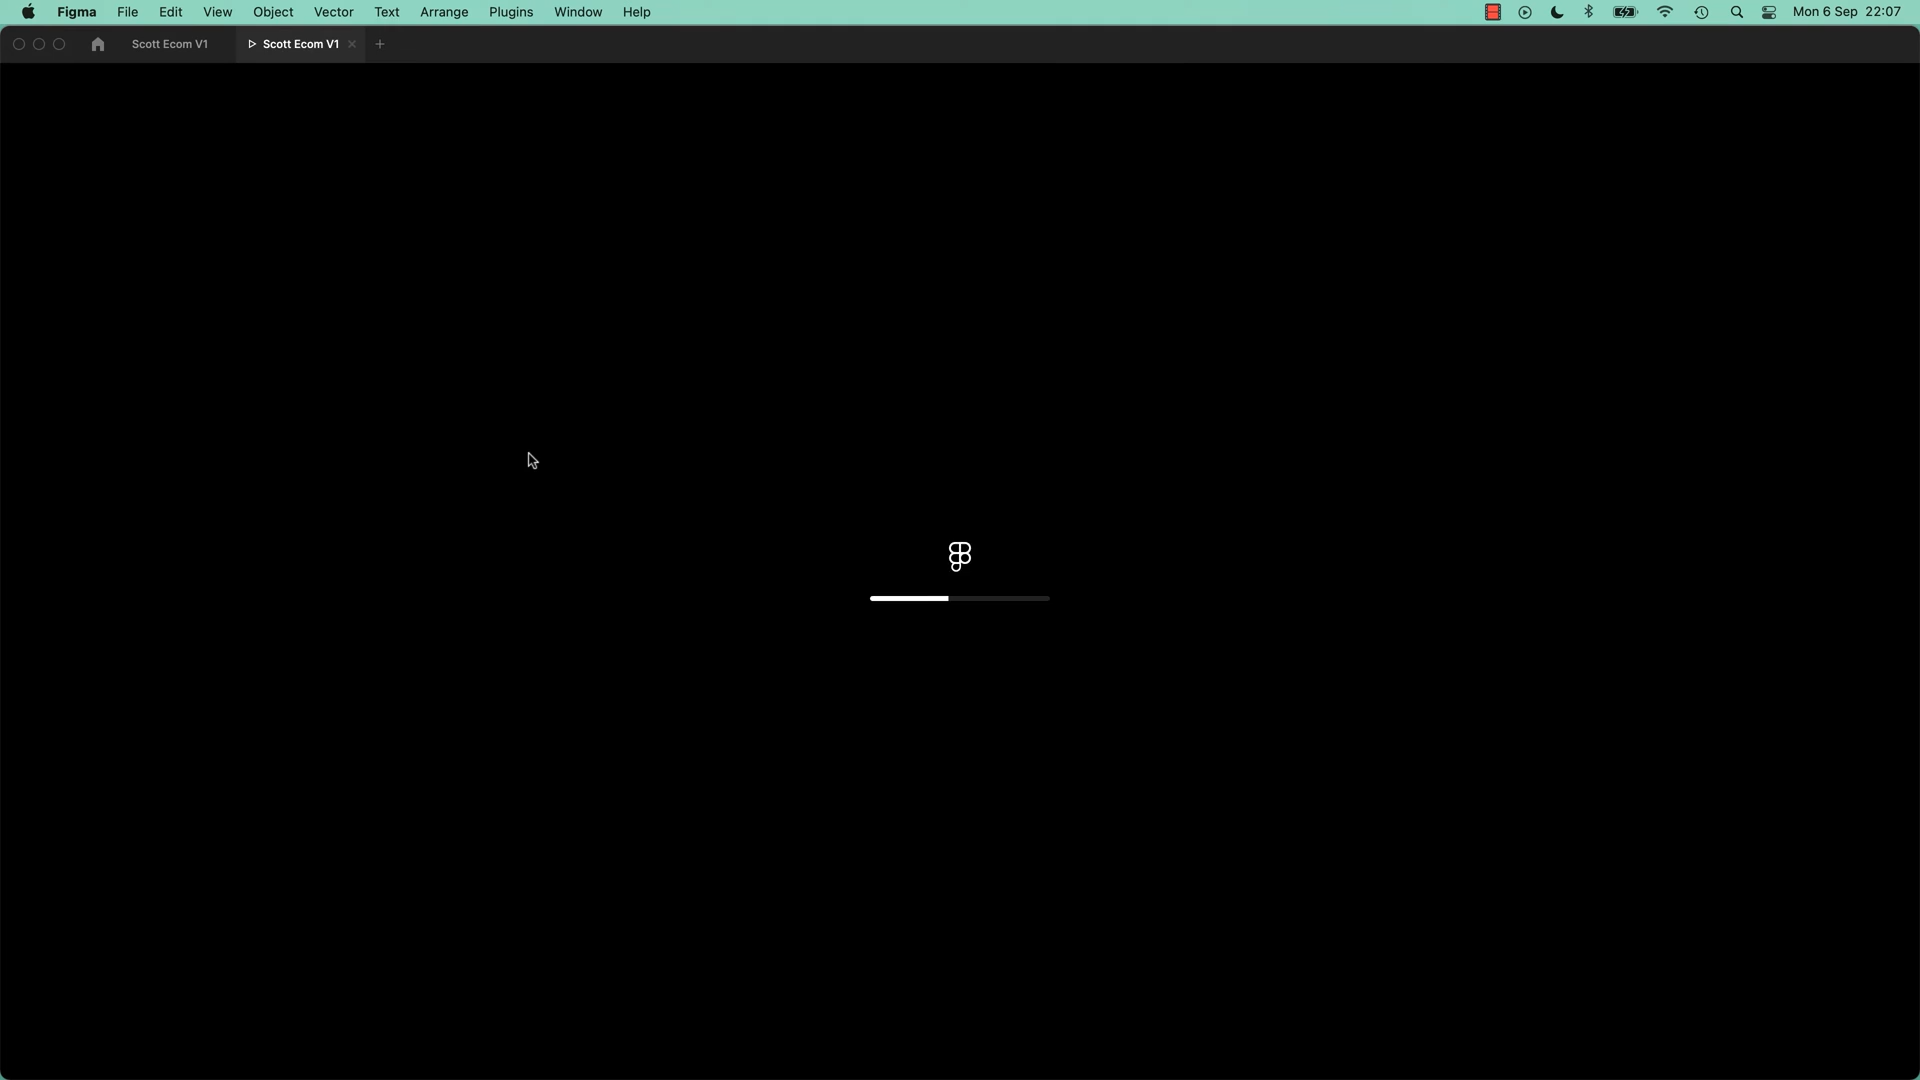 Figma File Edit View Object Vector Text Arrange Plugins Window Help Mon 6 Sep 22:07
Scott Ecom V1 Scott Ecom V1